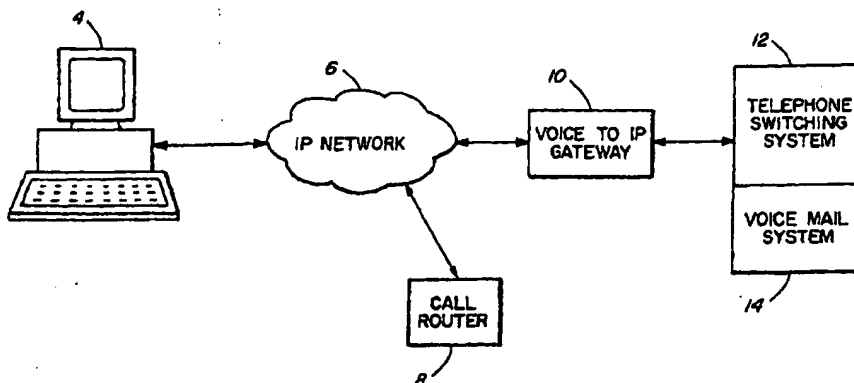 4
6
10
12
IP NETWORK
VOICE TO IP
GATEWAY
TELEPHONE
SWITCHING
SYSTEM
VOICE MAIL
SYSTEM
14
CALL
ROUTER
8